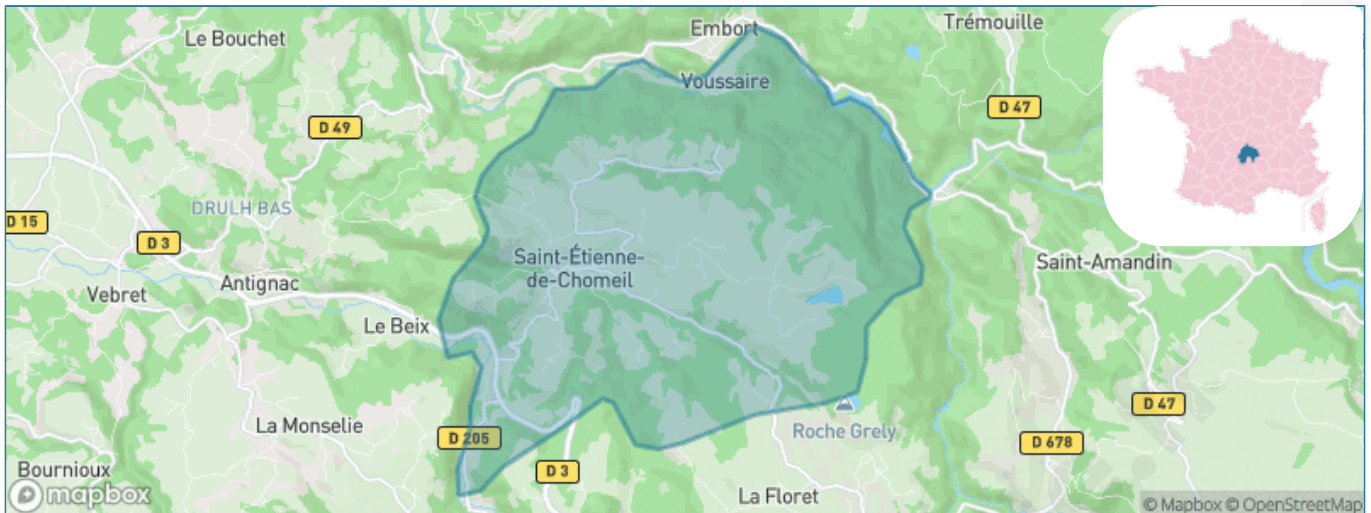 Le Bouchet
Embort
Trémouille
Voussaire
D 47
D 49
DRULH BAS
D 15
D 3
Saint-Étienne-
de-Chomeil
Saint-Amandin
Antignac
Vebret
Le Beix
La Monselie
D 205
Roche Grely
D 47
D 678
Bournioux
D 3
La Floret
mapbox
© Mapbox © OpenStreetMap